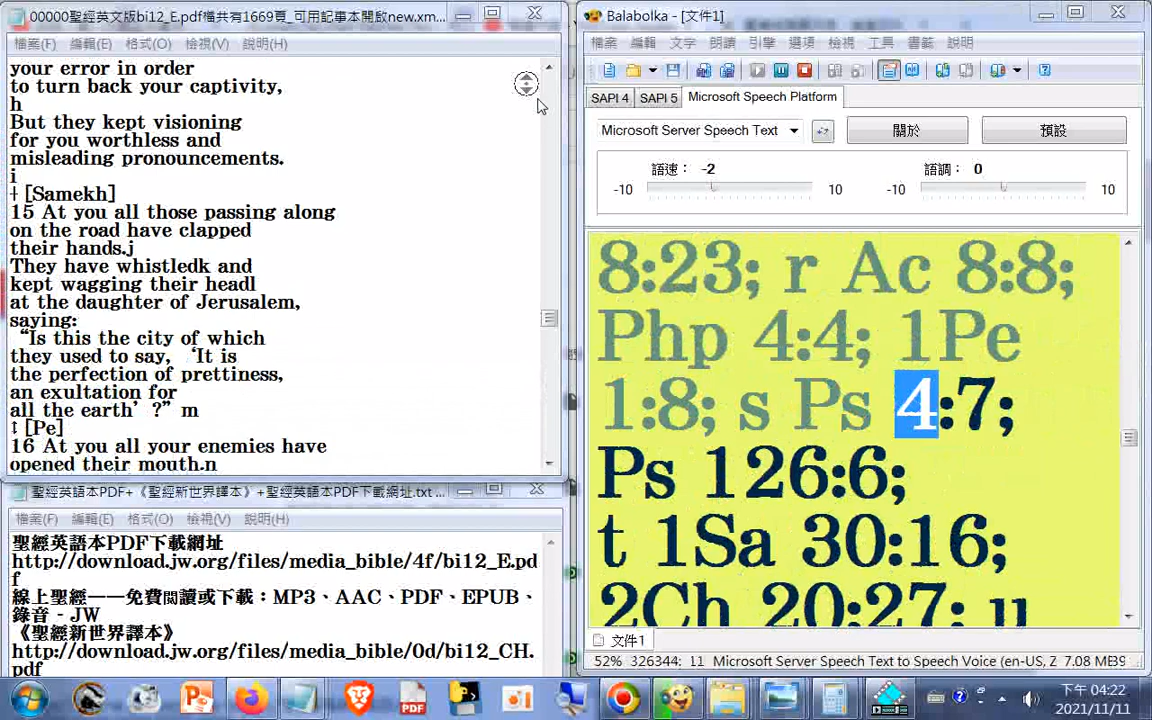 00000聖經英文版bi12_E.pdf檔共有1669頁_可用記事本開啟new.xm...
檔案(F) 編輯(E) 格式(O) 檢視(V) 說明(H)
your error in order
to turn back your captivity,
h
But they kept visioning
for you worthless and
misleading pronouncements.
i
[Samekh]
15 At you all those passing along
on the road have clapped
their hands.j
They have whistledk and
kept wagging their headl
at the daughter of Jerusalem,
saying:
“Is this the city of which
they used to say, ‘It is
the perfection of prettiness,
an exultation for
all the earth’?” m
[Pe]
16 At you all your enemies have
opened their mouth.n
聖經英語本PDF+《聖經新世界譯本》+聖經英語本PDF下載網址.txt ...
檔案(F) 編輯(E) 格式(O) 檢視(V) 說明(H)
聖經英語本PDF下載網址
http://download.jw.org/files/media_bible/4f/bi12_E.pd
f
線上聖經——免費閱讀或下載：MP3、AAC、PDF、EPUB、
錄音 - JW
《聖經新世界譯本》
http://download.jw.org/files/media_bible/0d/bi12_CH.
pdf
Balabolka - [文件1]
檔案 編輯 文字 朗讀 引擎 選項 檢視 工具 書籤 說明
SAPI 4 SAPI 5 Microsoft Speech Platform
Microsoft Server Speech Text 關於 預設
語速： -2 語調： 0
-10 10 -10 10
8:23; r Ac 8:8;
Php 4:4; 1Pe
1:8; s Ps 4:7;
Ps 126:6;
t 1Sa 30:16;
2Ch 20:27; u
文件1
52% 326344: 11 Microsoft Server Speech Text to Speech Voice (en-US, Z 7.08 MB
下午 04:22
2021/11/11